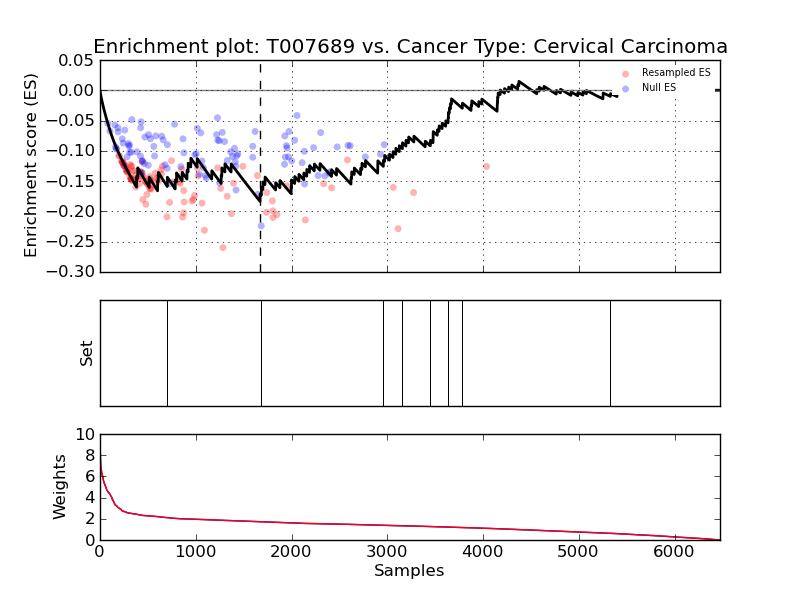 Enrichment plot: T007689 vs. Cancer Type: Cervical Carcinoma
Enrichment score (ES)
0.05
0.00
−0.05
−0.10
−0.15
−0.20
−0.25
−0.30
Resampled ES
Null ES
Set
Weights
10
8
6
4
2
0
0 1000 2000 3000 4000 5000 6000
Samples